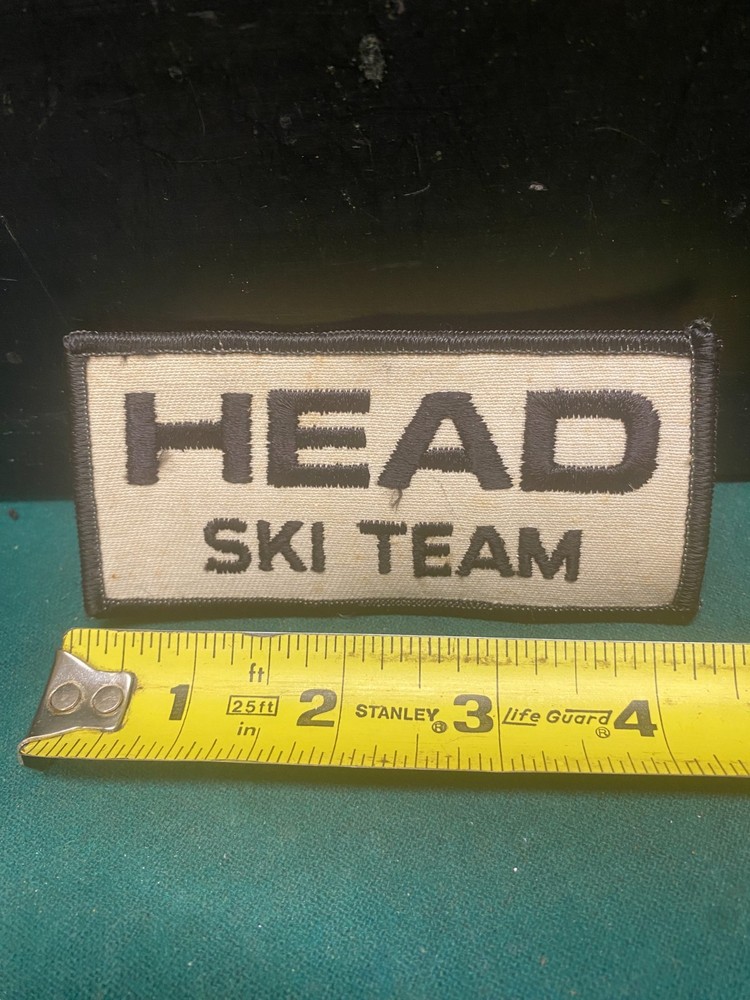 HEAD
SKI TEAM
ft
1 25ft 2 STANLEY® 3 Life Guard® 4
in